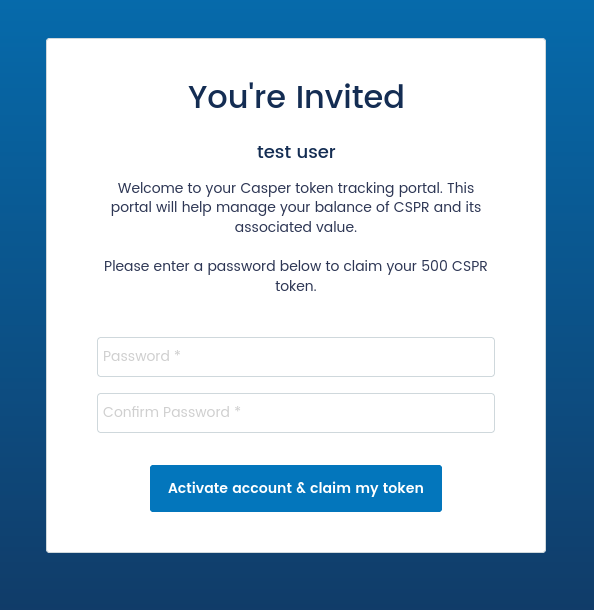 You're Invited
test user
Welcome to your Casper token tracking portal. This
portal will help manage your balance of CSPR and its
associated value.
Please enter a password below to claim your 500 CSPR
token.
Password *
Confirm Password *
Activate account & claim my token